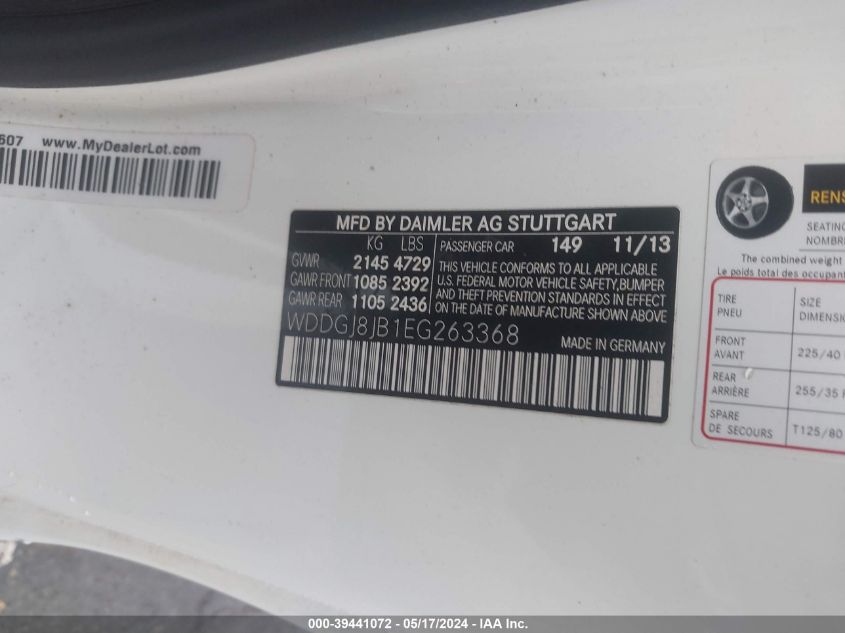 607 www.MyDealerLot.com
MFD BY DAIMLER AG STUTTGART
KG LBS
GVWR 2145 4729
GAWR FRONT 1085 2392
GAWR REAR 1105 2436
PASSENGER CAR 149 11/13
THIS VEHICLE CONFORMS TO ALL APPLICABLE
U.S. FEDERAL MOTOR VEHICLE SAFETY,BUMPER
AND THEFT PREVENTION STANDARDS IN EFFECT
ON THE DATE OF MANUFACTURE SHOWN ABOVE
WDDGJ8JB1EG263368
MADE IN GERMANY
RENS
SEATING
NOMBRE
The combined weight
Le poids total des occupant
TIRE SIZE
PNEU DIMENSI
FRONT
AVANT 225/40
REAR
ARRIÈRE 255/35
SPARE
DE SECOURS T125/80
000-39441072 - 05/17/2024 - IAA Inc.